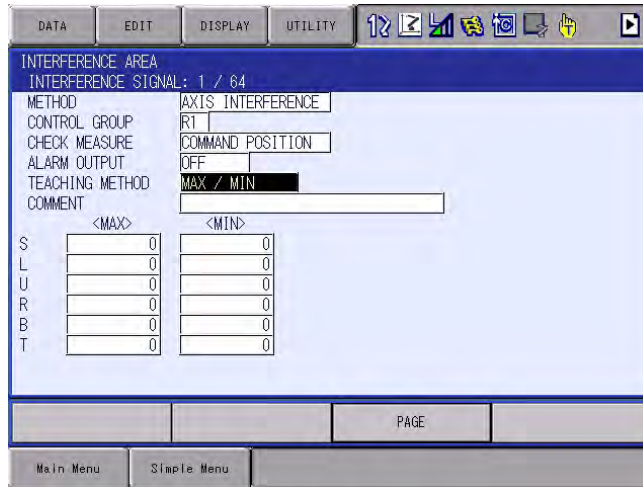 DATA EDIT DISPLAY UTILITY
INTERFERENCE AREA
INTERFERENCE SIGNAL: 1 / 64
METHOD AXIS INTERFERENCE
CONTROL GROUP R1
CHECK MEASURE COMMAND POSITION
ALARM OUTPUT OFF
TEACHING METHOD MAX / MIN
COMMENT
<MAX> <MIN>
S 0 0
L 0 0
U 0 0
R 0 0
B 0 0
T 0 0
PAGE
Main Menu Simple Menu